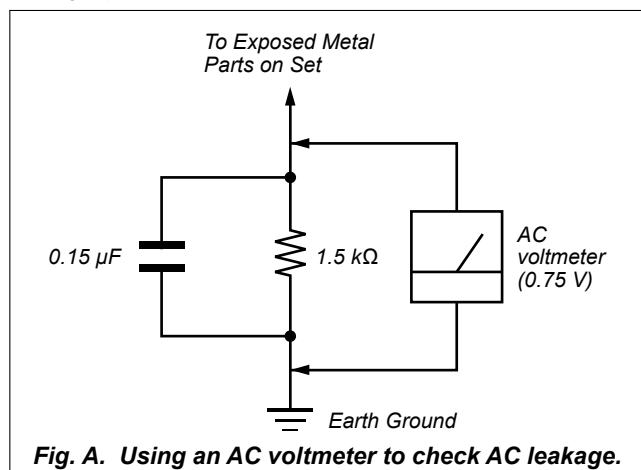 To Exposed Metal
Parts on Set
0.15 µF
1.5 kΩ
AC
voltmeter
(0.75 V)
Earth Ground
Fig. A. Using an AC voltmeter to check AC leakage.